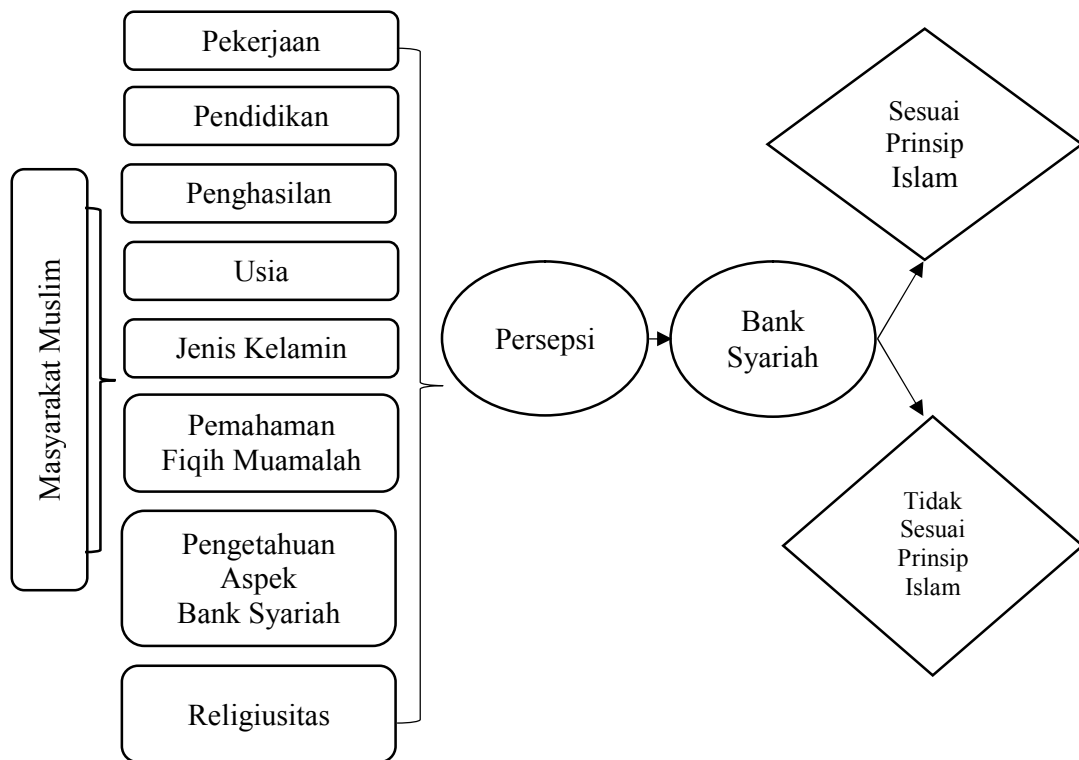 Masyarakat Muslim
Pekerjaan
Pendidikan
Penghasilan
Usia
Jenis Kelamin
Pemahaman
Fiqih Muamalah
Pengetahuan
Aspek
Bank Syariah
Religiusitas
Persepsi
Bank
Syariah
Sesuai
Prinsip
Islam
Tidak
Sesuai
Prinsip
Islam